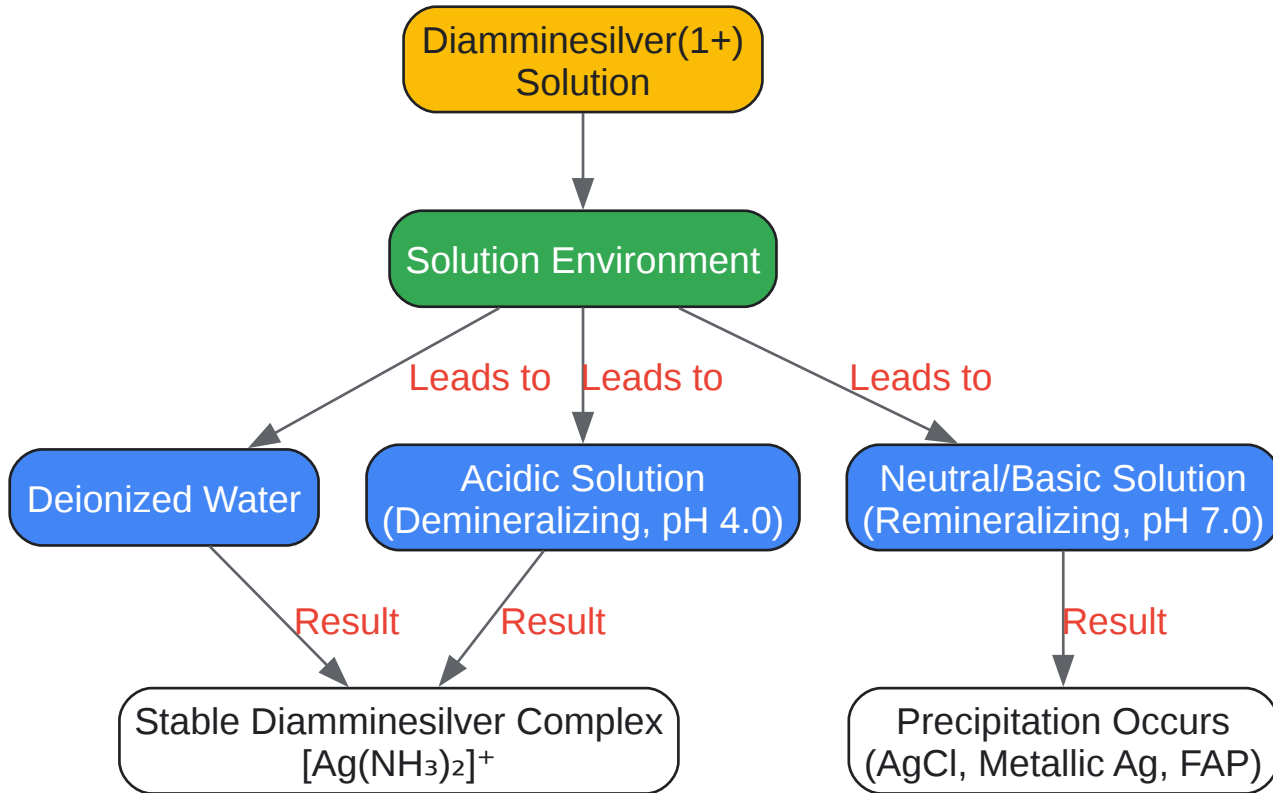 Diamminesilver(1+)
Solution
Solution Environment
Leads to
Leads to
Leads to
Deionized Water
Acidic Solution
(Demineralizing, pH 4.0)
Neutral/Basic Solution
(Remineralizing, pH 7.0)
Result
Result
Result
Stable Diamminesilver Complex
[Ag(NH₃)₂]⁺
Precipitation Occurs
(AgCl, Metallic Ag, FAP)